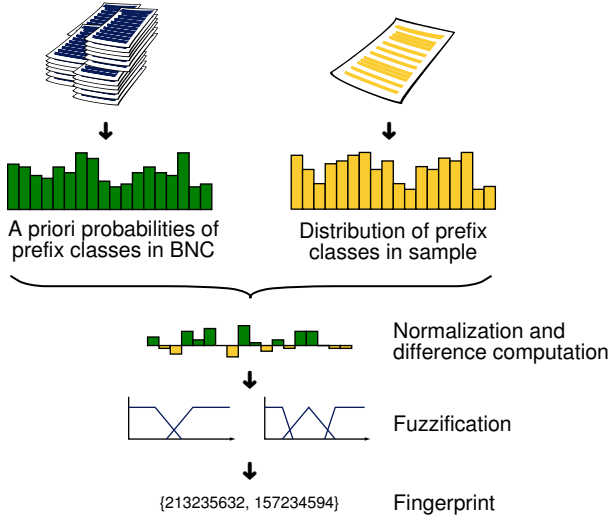 A priori probabilities of
prefix classes in BNC
Distribution of prefix
classes in sample
Normalization and
difference computation
Fuzzification
{213235632, 157234594}
Fingerprint